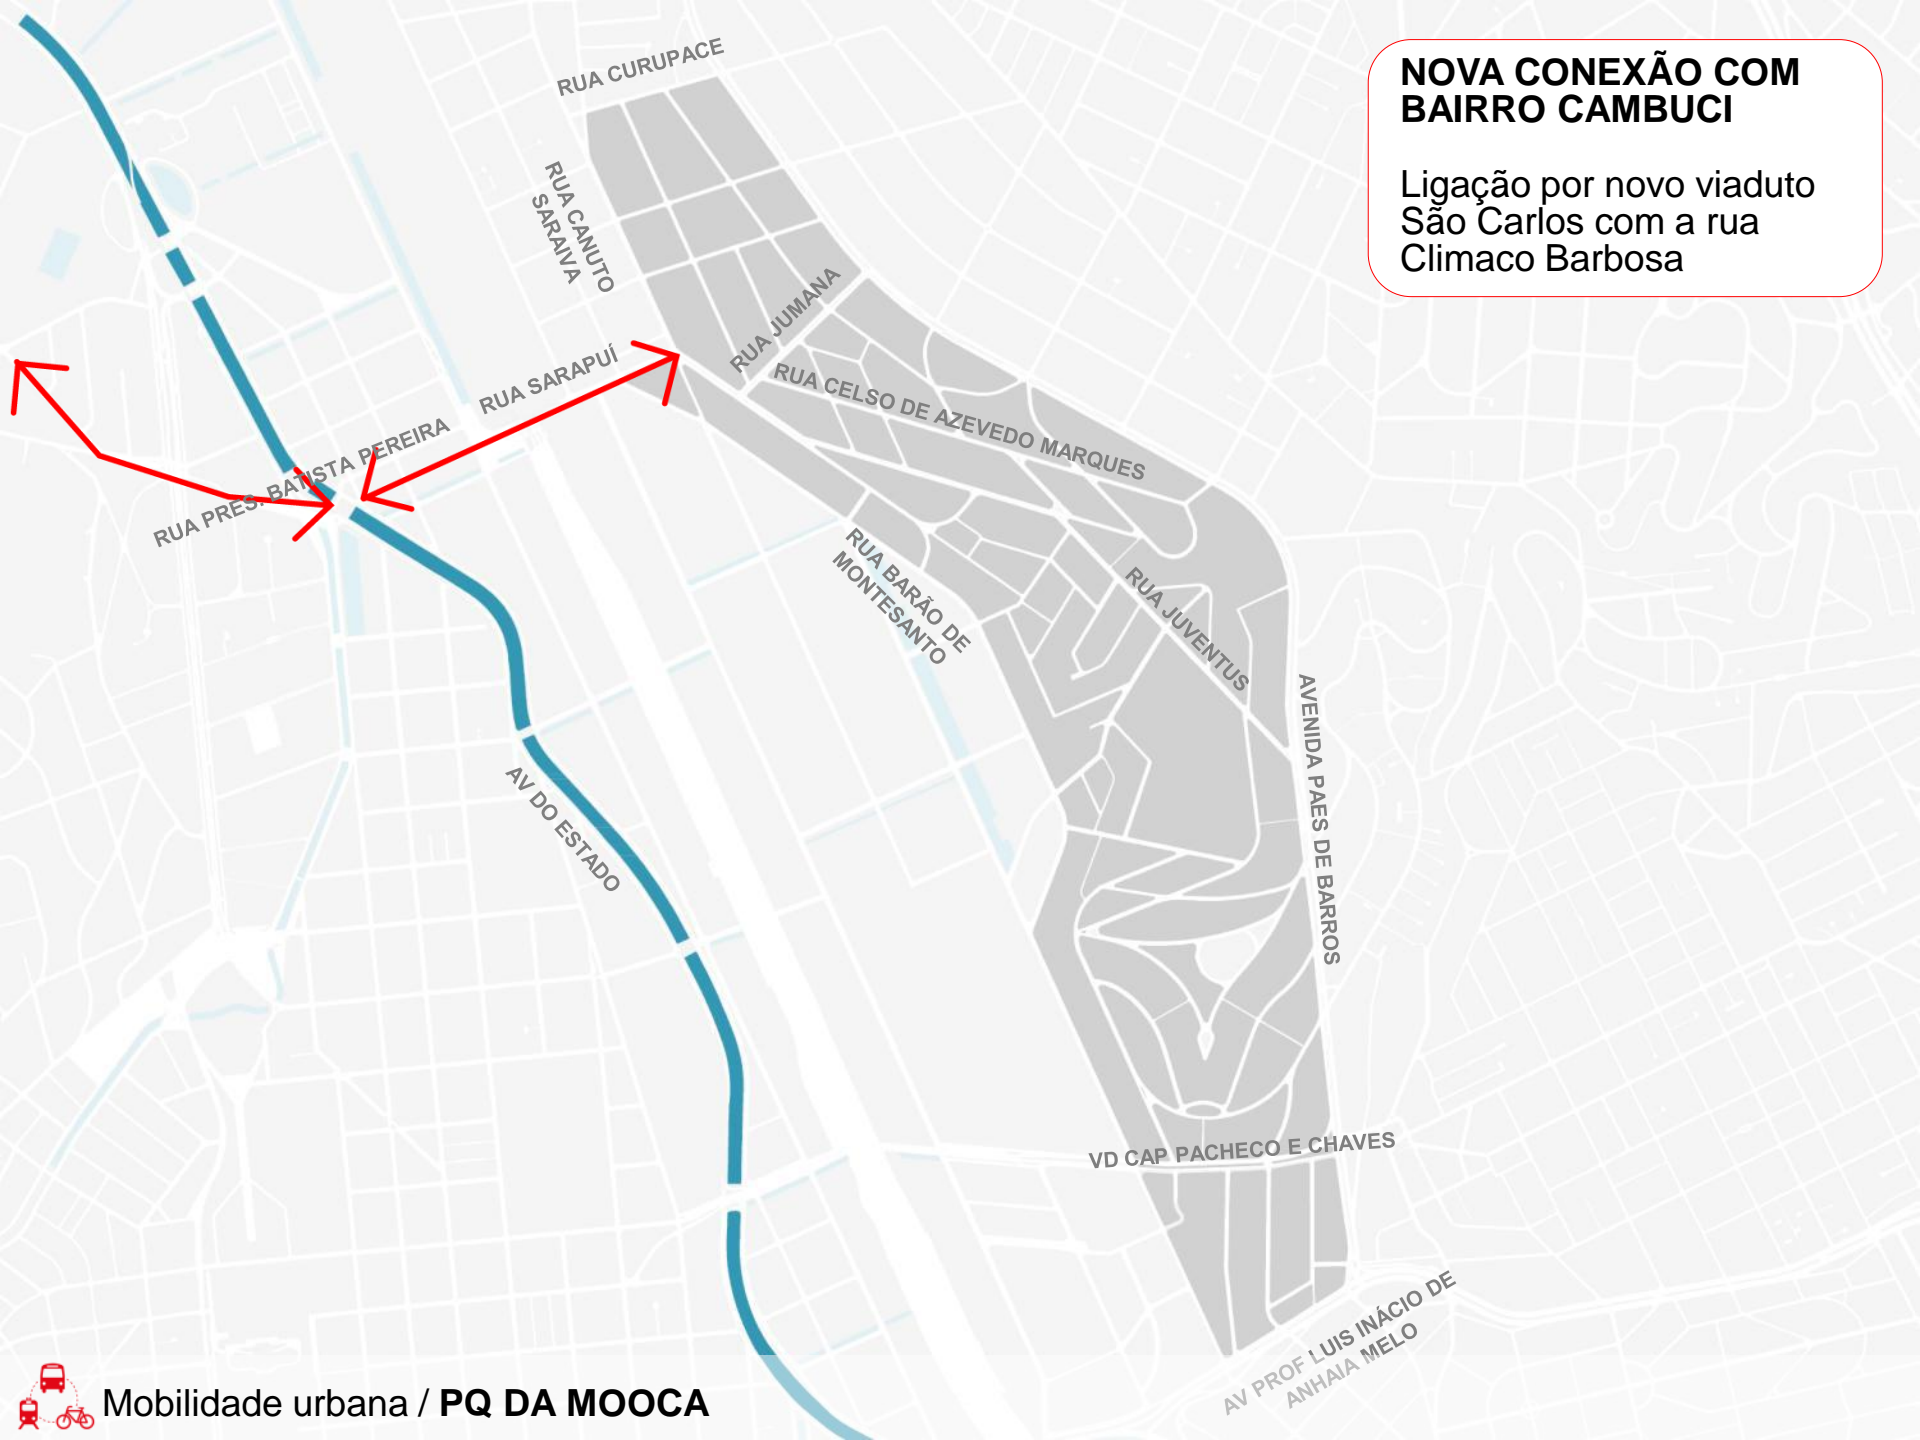 NOVA CONEXÃO COM
BAIRRO CAMBUCI
Ligação por novo viaduto
São Carlos com a rua
Climaco Barbosa
RUA CURUPACE
RUA CANUTO
SARAIVA
RUA JUMANA
RUA SARAPUÍ
RUA CELSO DE AZEVEDO MARQUES
RUA PRES. BATISTA PEREIRA
RUA BARÃO DE
MONTESANTO
RUA JUVENTUS
AVENIDA PAES DE BARROS
AV DO ESTADO
VD CAP PACHECO E CHAVES
AV PROF LUIS INÁCIO DE
ANHAIA MELO
Mobilidade urbana / PQ DA MOOCA